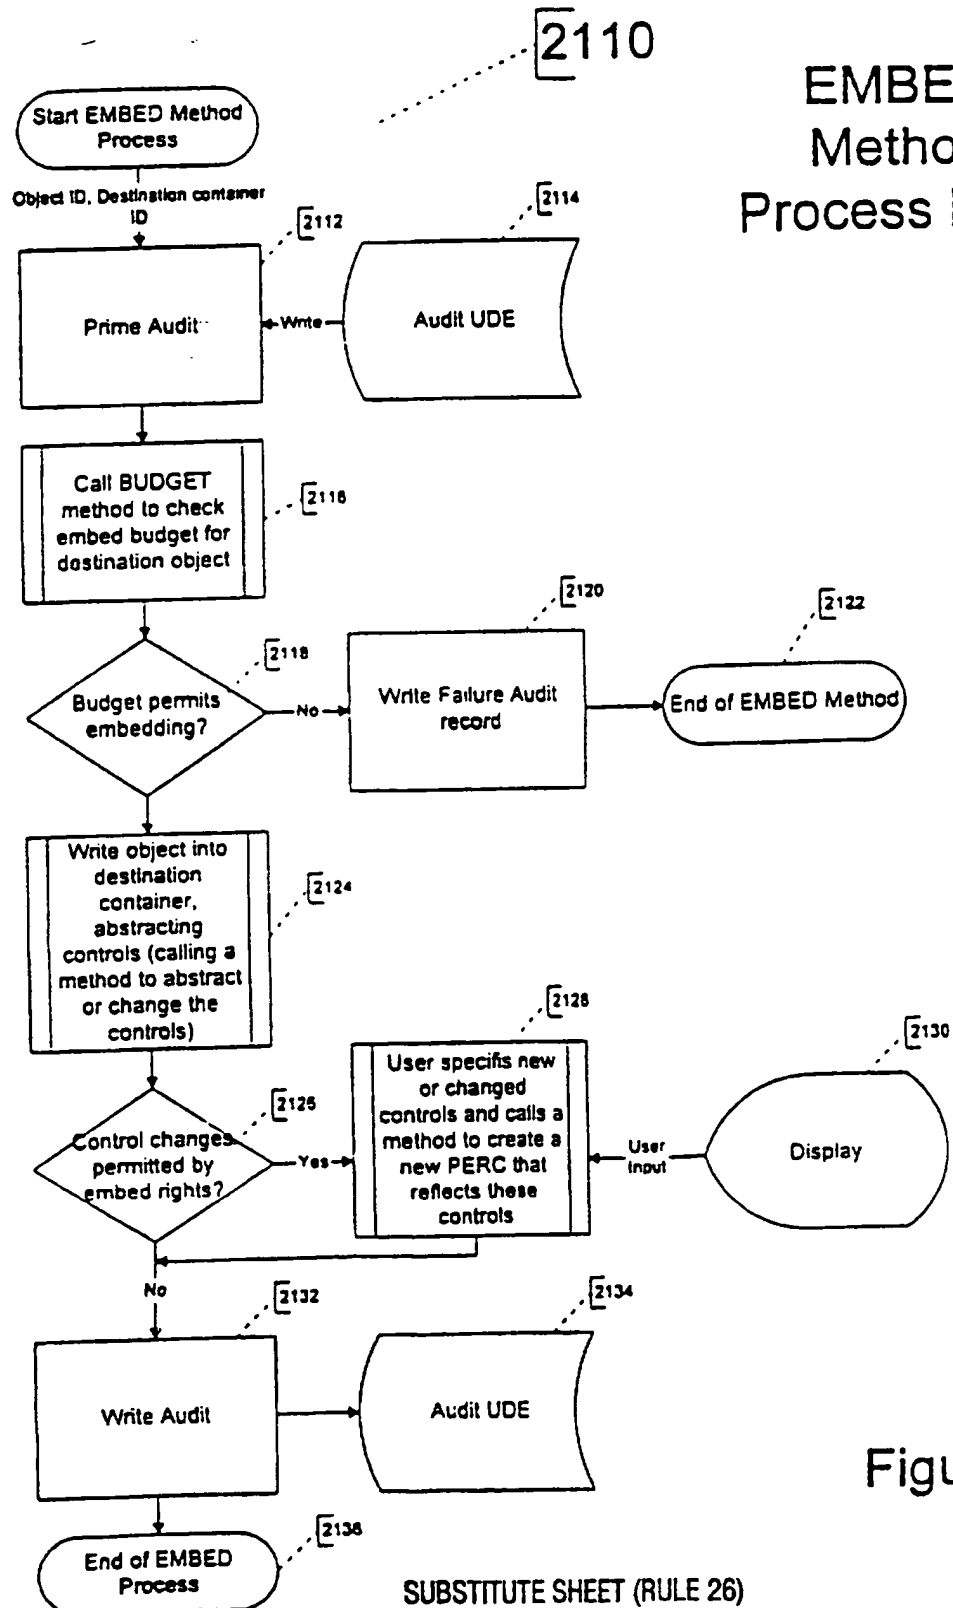 2110
EMBE
Metho
Process
Start EMBED Method
Process
Object ID, Destination container
ID
2112
2114
Prime Audit
Write
Audit UDE
Call BUDGET
method to check
embed budget for
destination object
2116
2118
2120
2122
Budget permits
embedding?
No
Write Failure Audit
record
End of EMBED Method
Write object into
destination
container,
abstracting
controls (calling a
method to abstract
or change the
controls)
2124
2126
Control changes
permitted by
embed rights?
Yes
2128
User specifis new
or changed
controls and calls a
method to create a
new PERC that
reflects these
controls
User
Input
2130
Display
No
2132
2134
Write Audit
Audit UDE
2136
End of EMBED
Process
Figu
SUBSTITUTE SHEET (RULE 26)